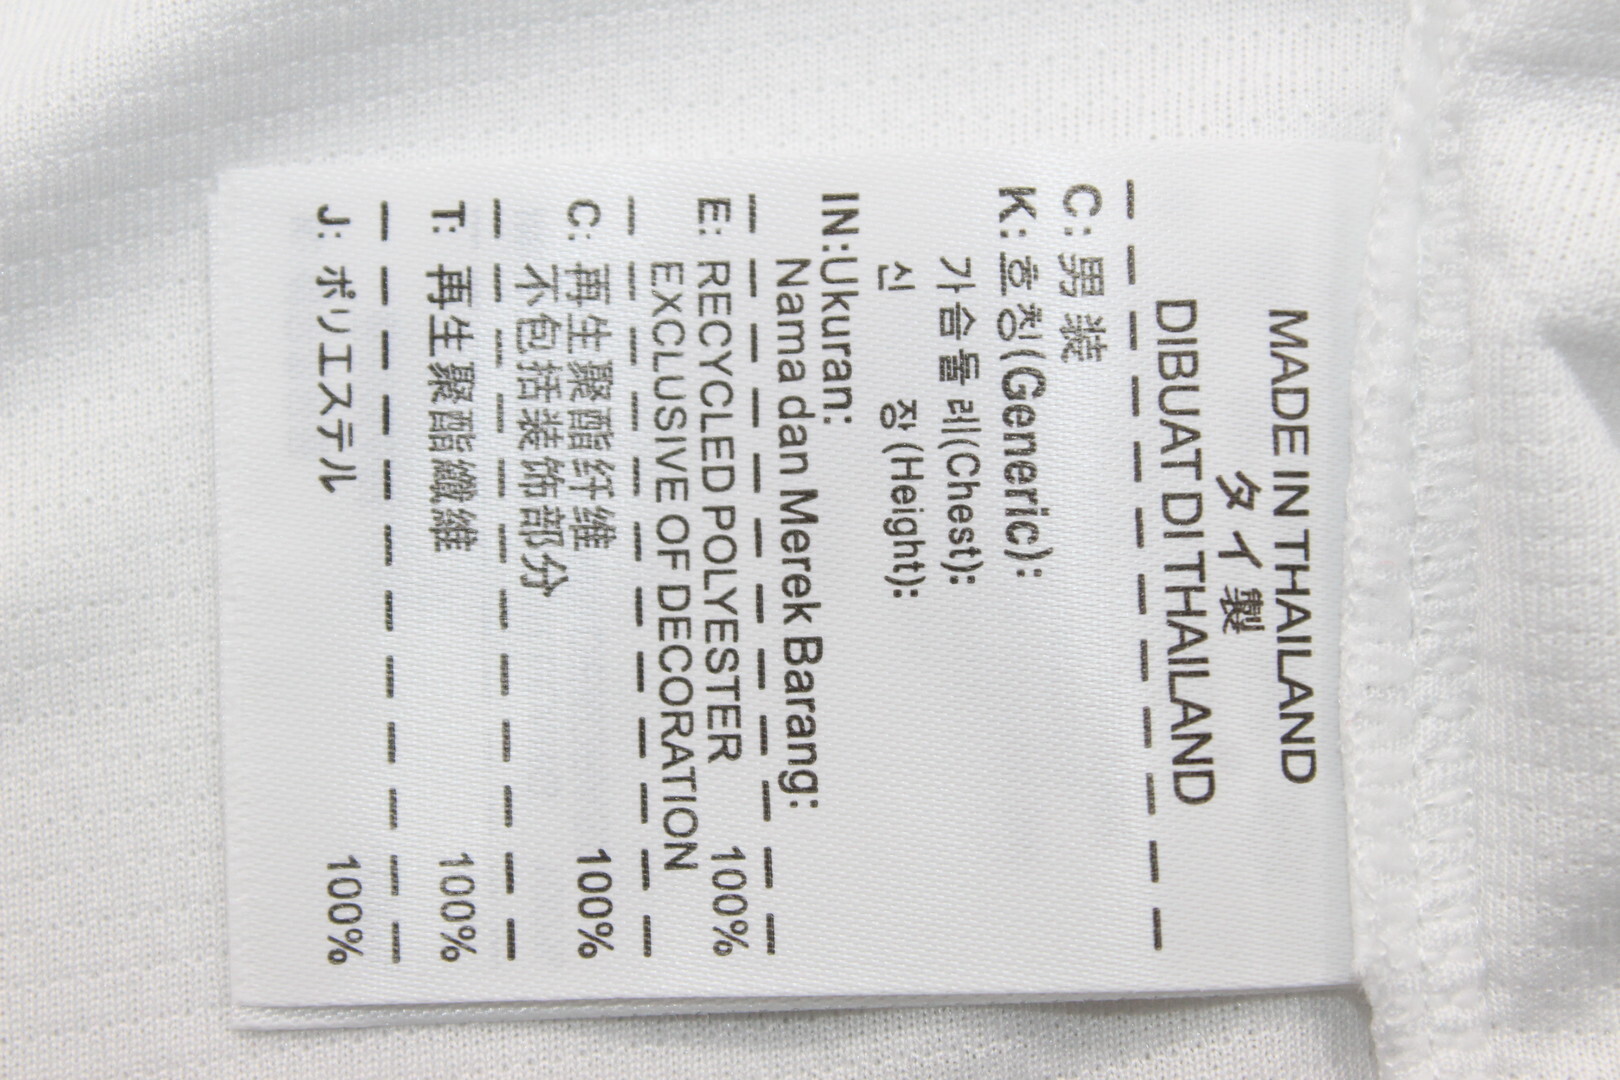 MADE IN THAILAND
タイ製
DIBUAT DI THAILAND
C: 男装
K: 호칭(Generic):
가슴둘레(Chest):
신 장(Height):
IN:Ukuran:
Nama dan Merek Barang:
E: RECYCLED POLYESTER 100%
EXCLUSIVE OF DECORATION
C: 再生聚酯纤维 100%
不包括装饰部分
T: 再生聚酯纖維 100%
J: ポリエステル 100%